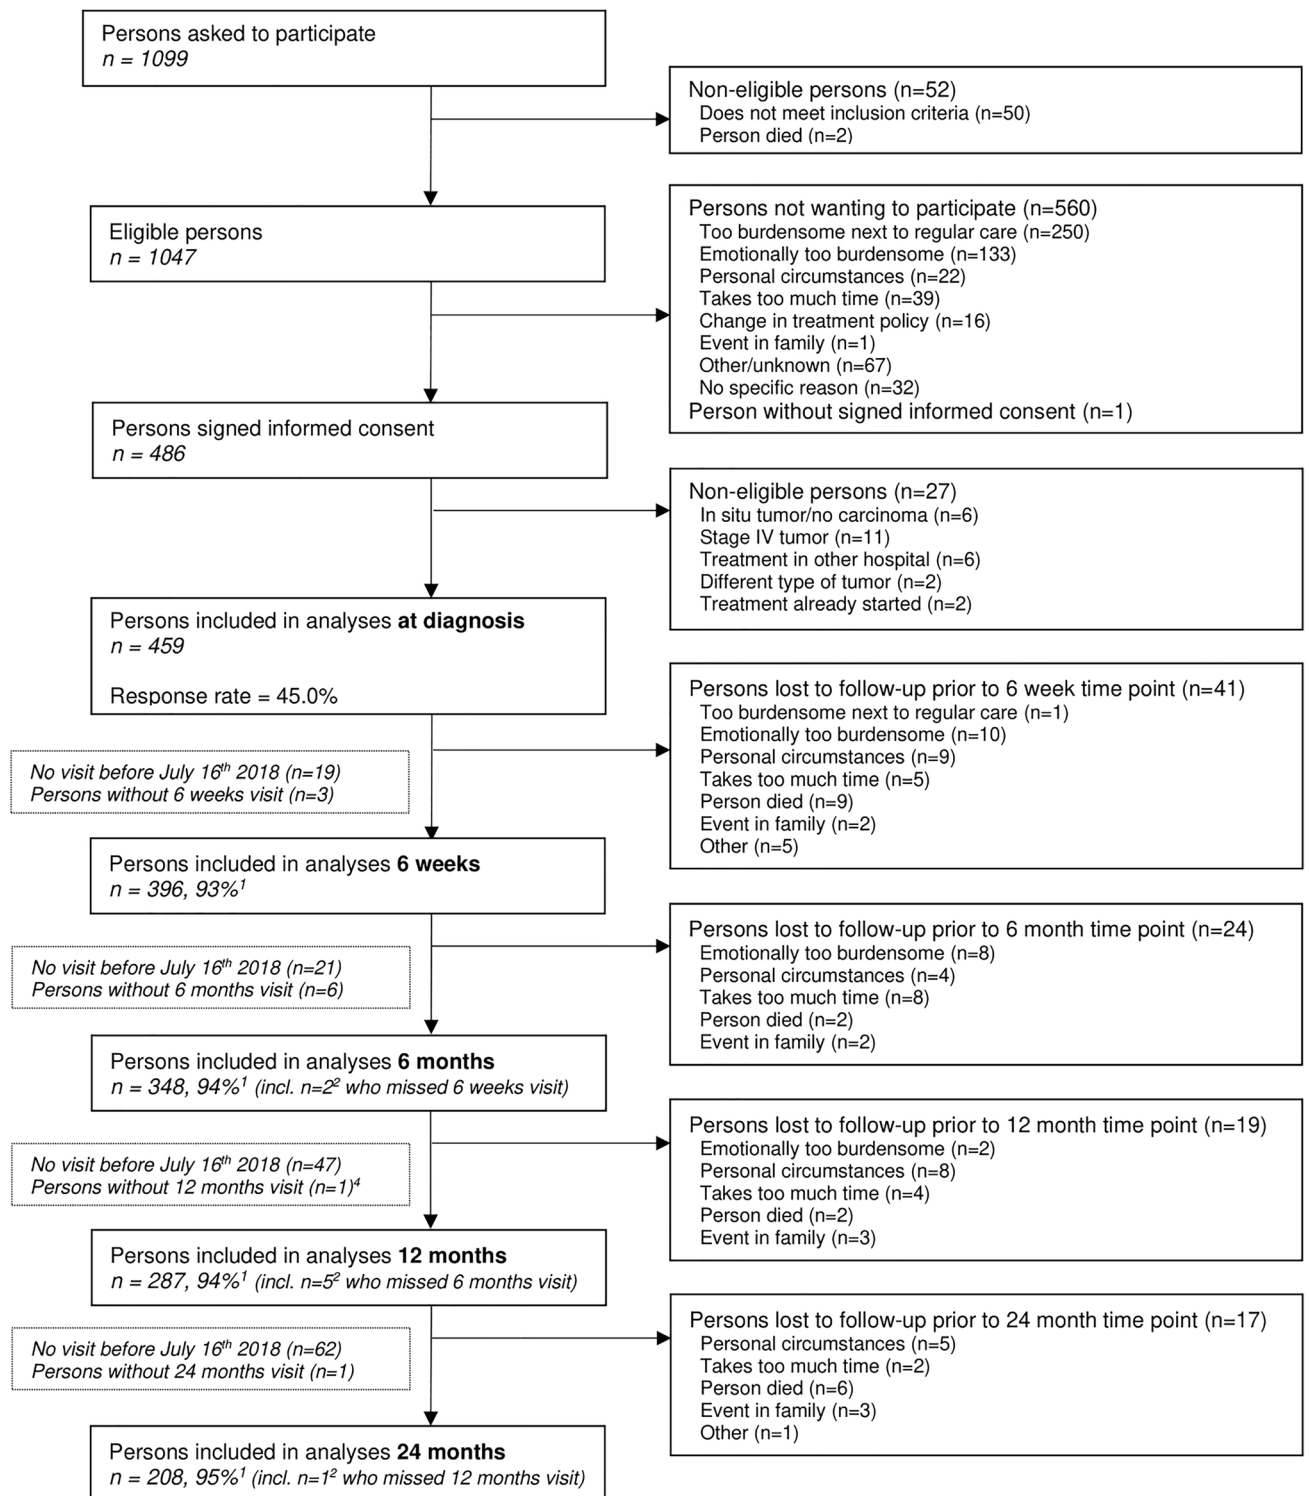 Persons asked to participate
n = 1099
Non-eligible persons (n=52)
Does not meet inclusion criteria (n=50)
Person died (n=2)
Eligible persons
n = 1047
Persons not wanting to participate (n=560)
Too burdensome next to regular care (n=250)
Emotionally too burdensome (n=133)
Personal circumstances (n=22)
Takes too much time (n=39)
Change in treatment policy (n=16)
Event in family (n=1)
Other/unknown (n=67)
No specific reason (n=32)
Person without signed informed consent (n=1)
Persons signed informed consent
n = 486
Non-eligible persons (n=27)
In situ tumor/no carcinoma (n=6)
Stage IV tumor (n=11)
Treatment in other hospital (n=6)
Different type of tumor (n=2)
Treatment already started (n=2)
Persons included in analyses at diagnosis
n = 459
Response rate = 45.0%
Persons lost to follow-up prior to 6 week time point (n=41)
Too burdensome next to regular care (n=1)
Emotionally too burdensome (n=10)
Personal circumstances (n=9)
Takes too much time (n=5)
Person died (n=9)
Event in family (n=2)
Other (n=5)
No visit before July 16th 2018 (n=19)
Persons without 6 weeks visit (n=3)
Persons included in analyses 6 weeks
n = 396, 93%¹
Persons lost to follow-up prior to 6 month time point (n=24)
Emotionally too burdensome (n=8)
Personal circumstances (n=4)
Takes too much time (n=8)
Person died (n=2)
Event in family (n=2)
No visit before July 16th 2018 (n=21)
Persons without 6 months visit (n=6)
Persons included in analyses 6 months
n = 348, 94%¹ (incl. n=2² who missed 6 weeks visit)
Persons lost to follow-up prior to 12 month time point (n=19)
Emotionally too burdensome (n=2)
Personal circumstances (n=8)
Takes too much time (n=4)
Person died (n=2)
Event in family (n=3)
No visit before July 16th 2018 (n=47)
Persons without 12 months visit (n=1)⁴
Persons included in analyses 12 months
n = 287, 94%¹ (incl. n=5² who missed 6 months visit)
Persons lost to follow-up prior to 24 month time point (n=17)
Personal circumstances (n=5)
Takes too much time (n=2)
Person died (n=6)
Event in family (n=3)
Other (n=1)
No visit before July 16th 2018 (n=62)
Persons without 24 months visit (n=1)
Persons included in analyses 24 months
n = 208, 95%¹ (incl. n=1² who missed 12 months visit)